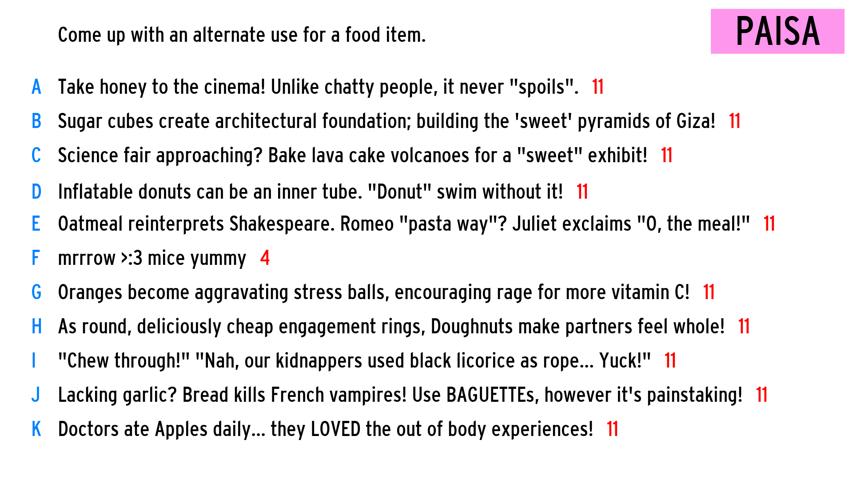 Come up with an alternate use for a food item.
PAISA
A Take honey to the cinema! Unlike chatty people, it never "spoils". 11
B Sugar cubes create architectural foundation; building the 'sweet' pyramids of Giza! 11
C Science fair approaching? Bake lava cake volcanoes for a "sweet" exhibit! 11
D Inflatable donuts can be an inner tube. "Donut" swim without it! 11
E Oatmeal reinterprets Shakespeare. Romeo "pasta way"? Juliet exclaims "O, the meal!" 11
F mrrrow >:3 mice yummy 4
G Oranges become aggravating stress balls, encouraging rage for more vitamin C! 11
H As round, deliciously cheap engagement rings, Doughnuts make partners feel whole! 11
I "Chew through!" "Nah, our kidnappers used black licorice as rope... Yuck!" 11
J Lacking garlic? Bread kills French vampires! Use BAGUETTEs, however it's painstaking! 11
K Doctors ate Apples daily... they LOVED the out of body experiences! 11